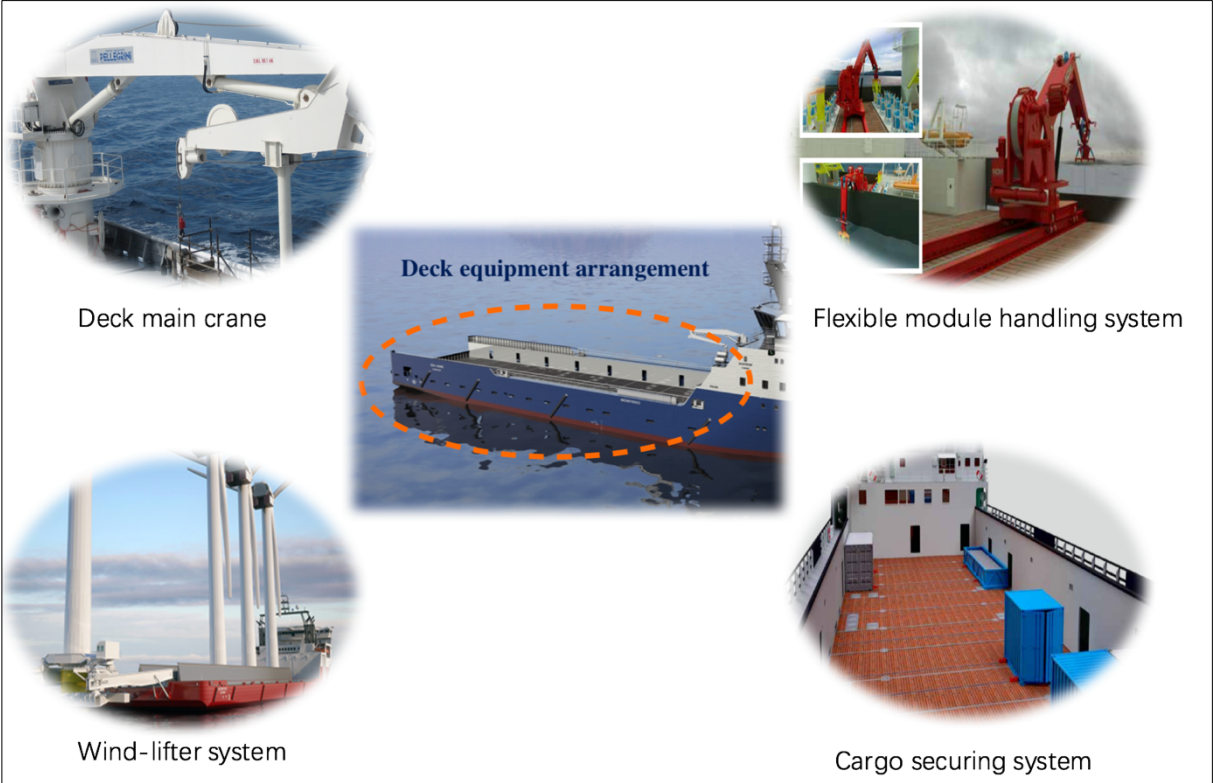 PELLEGRINI
Deck equipment arrangement
Deck main crane
Flexible module handling system
Wind-lifter system
Cargo securing system